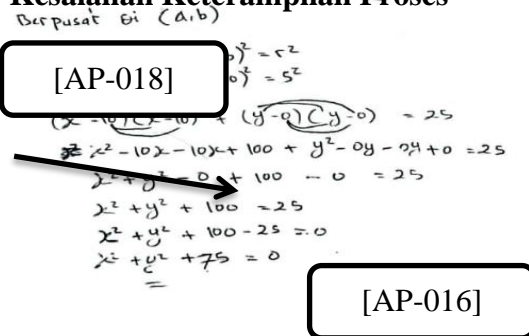 Kesalahan Keterampilan Proses
Berpusat di (a,b)
)² = r²
)² = 5²
[AP-018]
(x - 10)(x - 10) + (y - 0)(y - 0) = 25
x² - 10x - 10x + 100 + y² - 0y - 0y + 0 = 25
x² + y² - 0 + 100 - 0 = 25
x² + y² + 100 = 25
x² + y² + 100 - 25 = 0
x² + y² + 75 = 0
=
[AP-016]